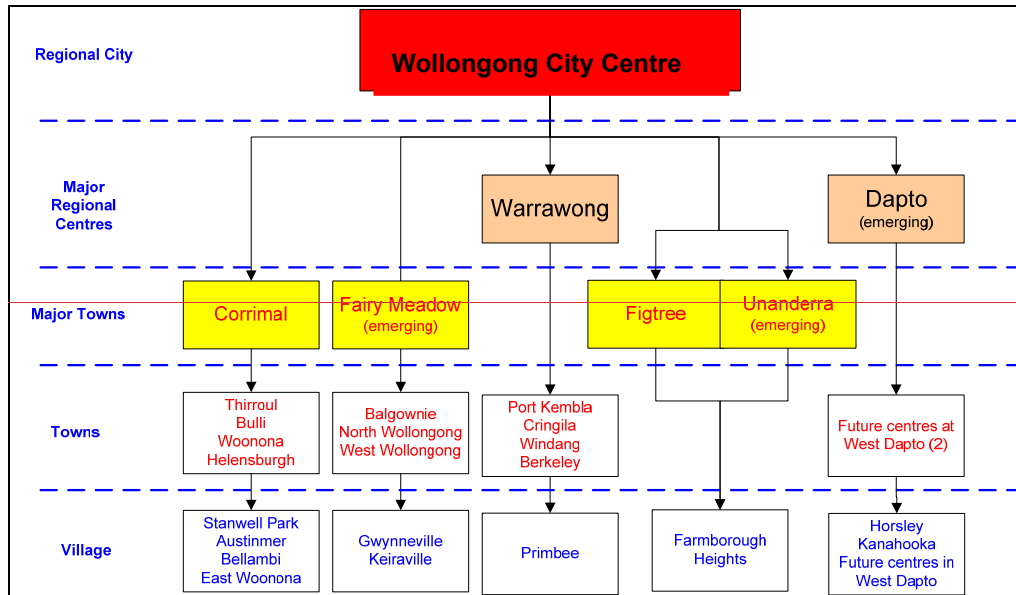 Regional City
Wollongong City Centre
Major
Regional
Centres
Warrawong
Dapto
(emerging)
Major Towns
Corrimal
Fairy Meadow
(emerging)
Figtree
Unanderra
(emerging)
Towns
Thirroul
Bulli
Woonona
Helensburgh
Balgownie
North Wollongong
West Wollongong
Port Kembla
Cringila
Windang
Berkeley
Future centres at
West Dapto (2)
Village
Stanwell Park
Austinmer
Bellambi
East Woonona
Gwynneville
Keiraville
Primbee
Farmborough
Heights
Horsley
Kanahooka
Future centres in
West Dapto